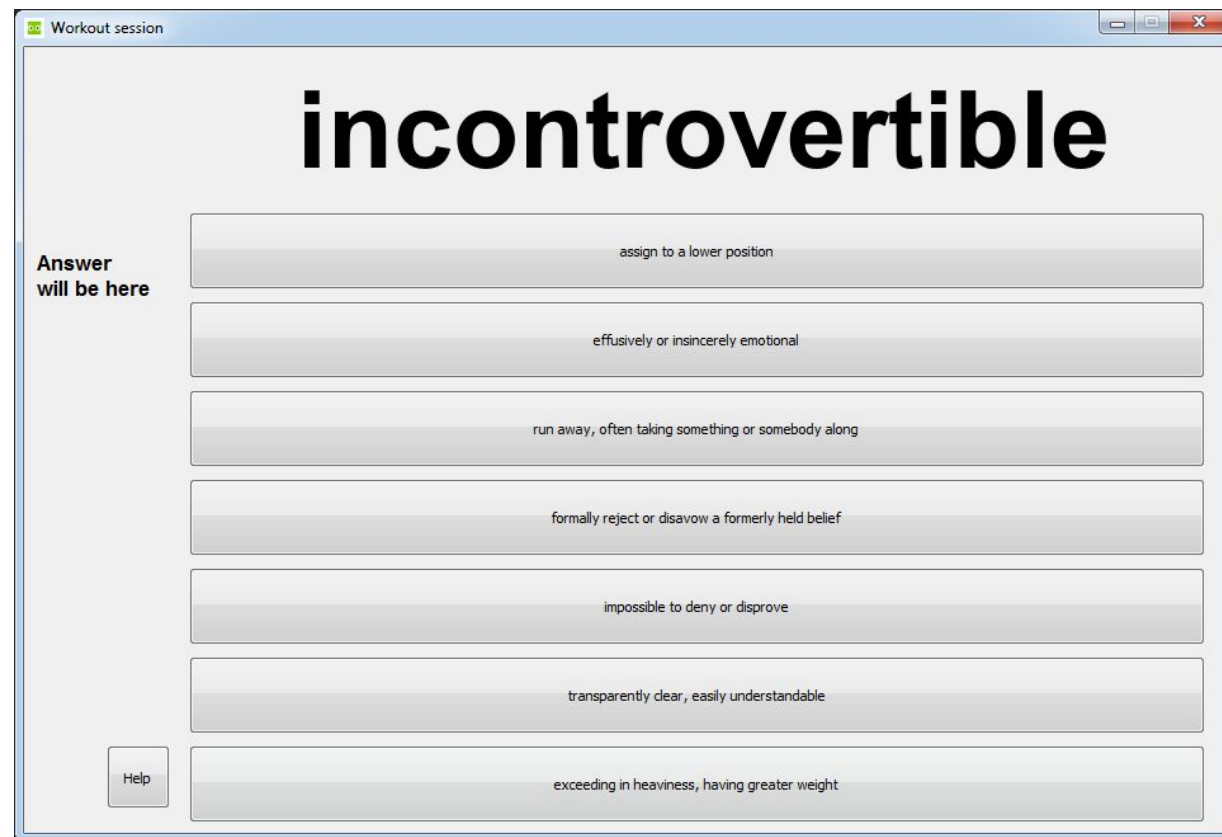 Workout session
incontrovertible
Answer
will be here
assign to a lower position
effusively or insincerely emotional
run away, often taking something or somebody along
formally reject or disavow a formerly held belief
impossible to deny or disprove
transparently clear, easily understandable
Help
exceeding in heaviness, having greater weight